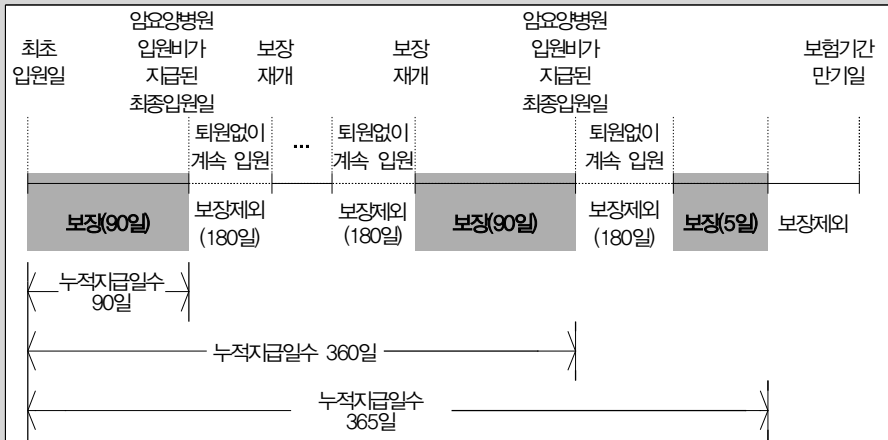 최초
입원일
암요양병원
입원비가
지급된
최종입원일
보장
재개
보장
재개
암요양병원
입원비가
지급된
최종입원일
보험기간
만기일
퇴원없이
계속 입원
...
퇴원없이
계속 입원
퇴원없이
계속 입원
보장(90일)
보장제외
(180일)
보장제외
(180일)
보장(90일)
보장제외
(180일)
보장(5일)
보장제외
누적지급일수
90일
누적지급일수 360일
누적지급일수
365일